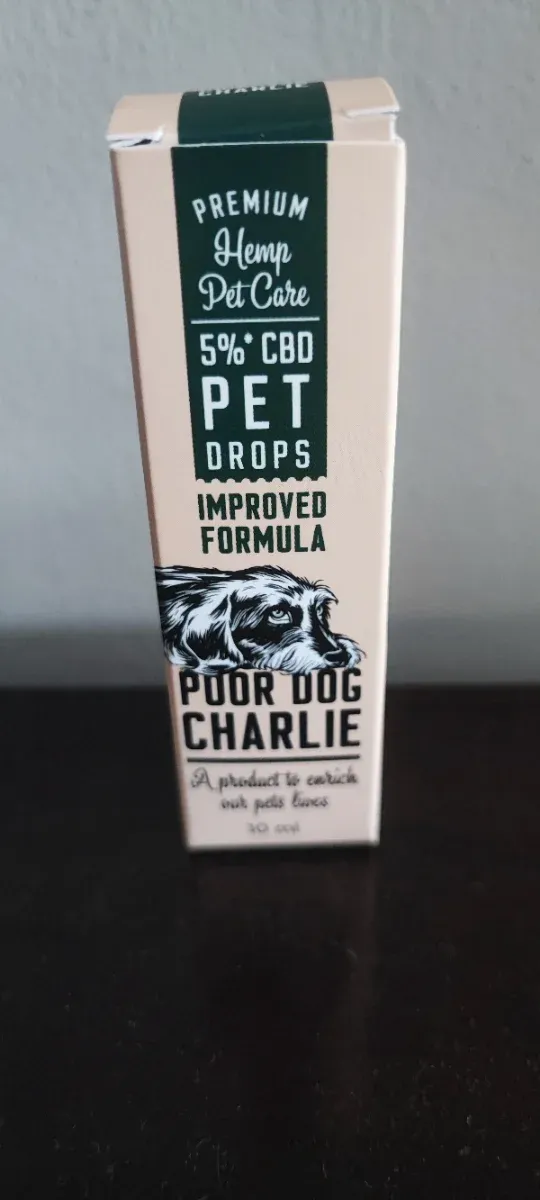 CHARLIE
PREMIUM
Hemp
Pet Care
5%* CBD
PET
DROPS
IMPROVED
FORMULA
POOR DOG
CHARLIE
A product to enrich
our pets lives